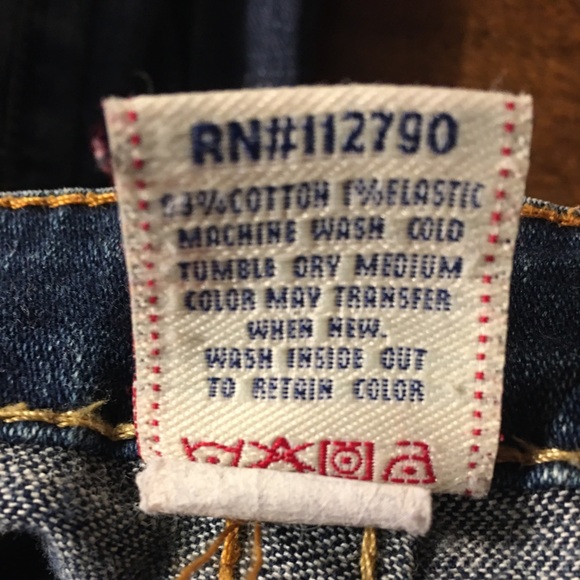 RN#112790
COTTON 1% ELASTIC
MACHINE WASH COLD
TUMBLE DRY MEDIUM
COLOR MAY TRANSFER
WHEN NEW.
WASH INSIDE OUT
TO RETAIN COLOR